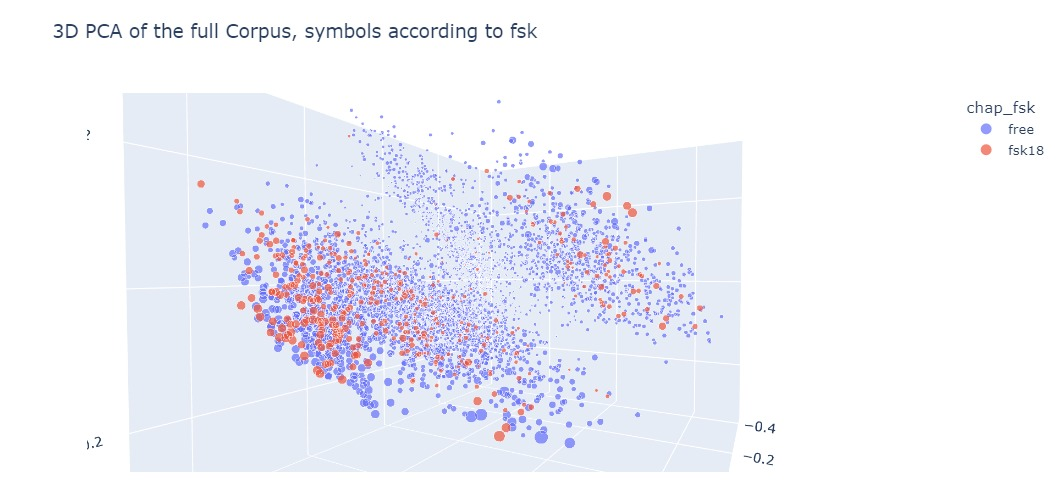 3D PCA of the full Corpus, symbols according to fsk
chap_fsk
free
fsk18
−0.4
−0.2